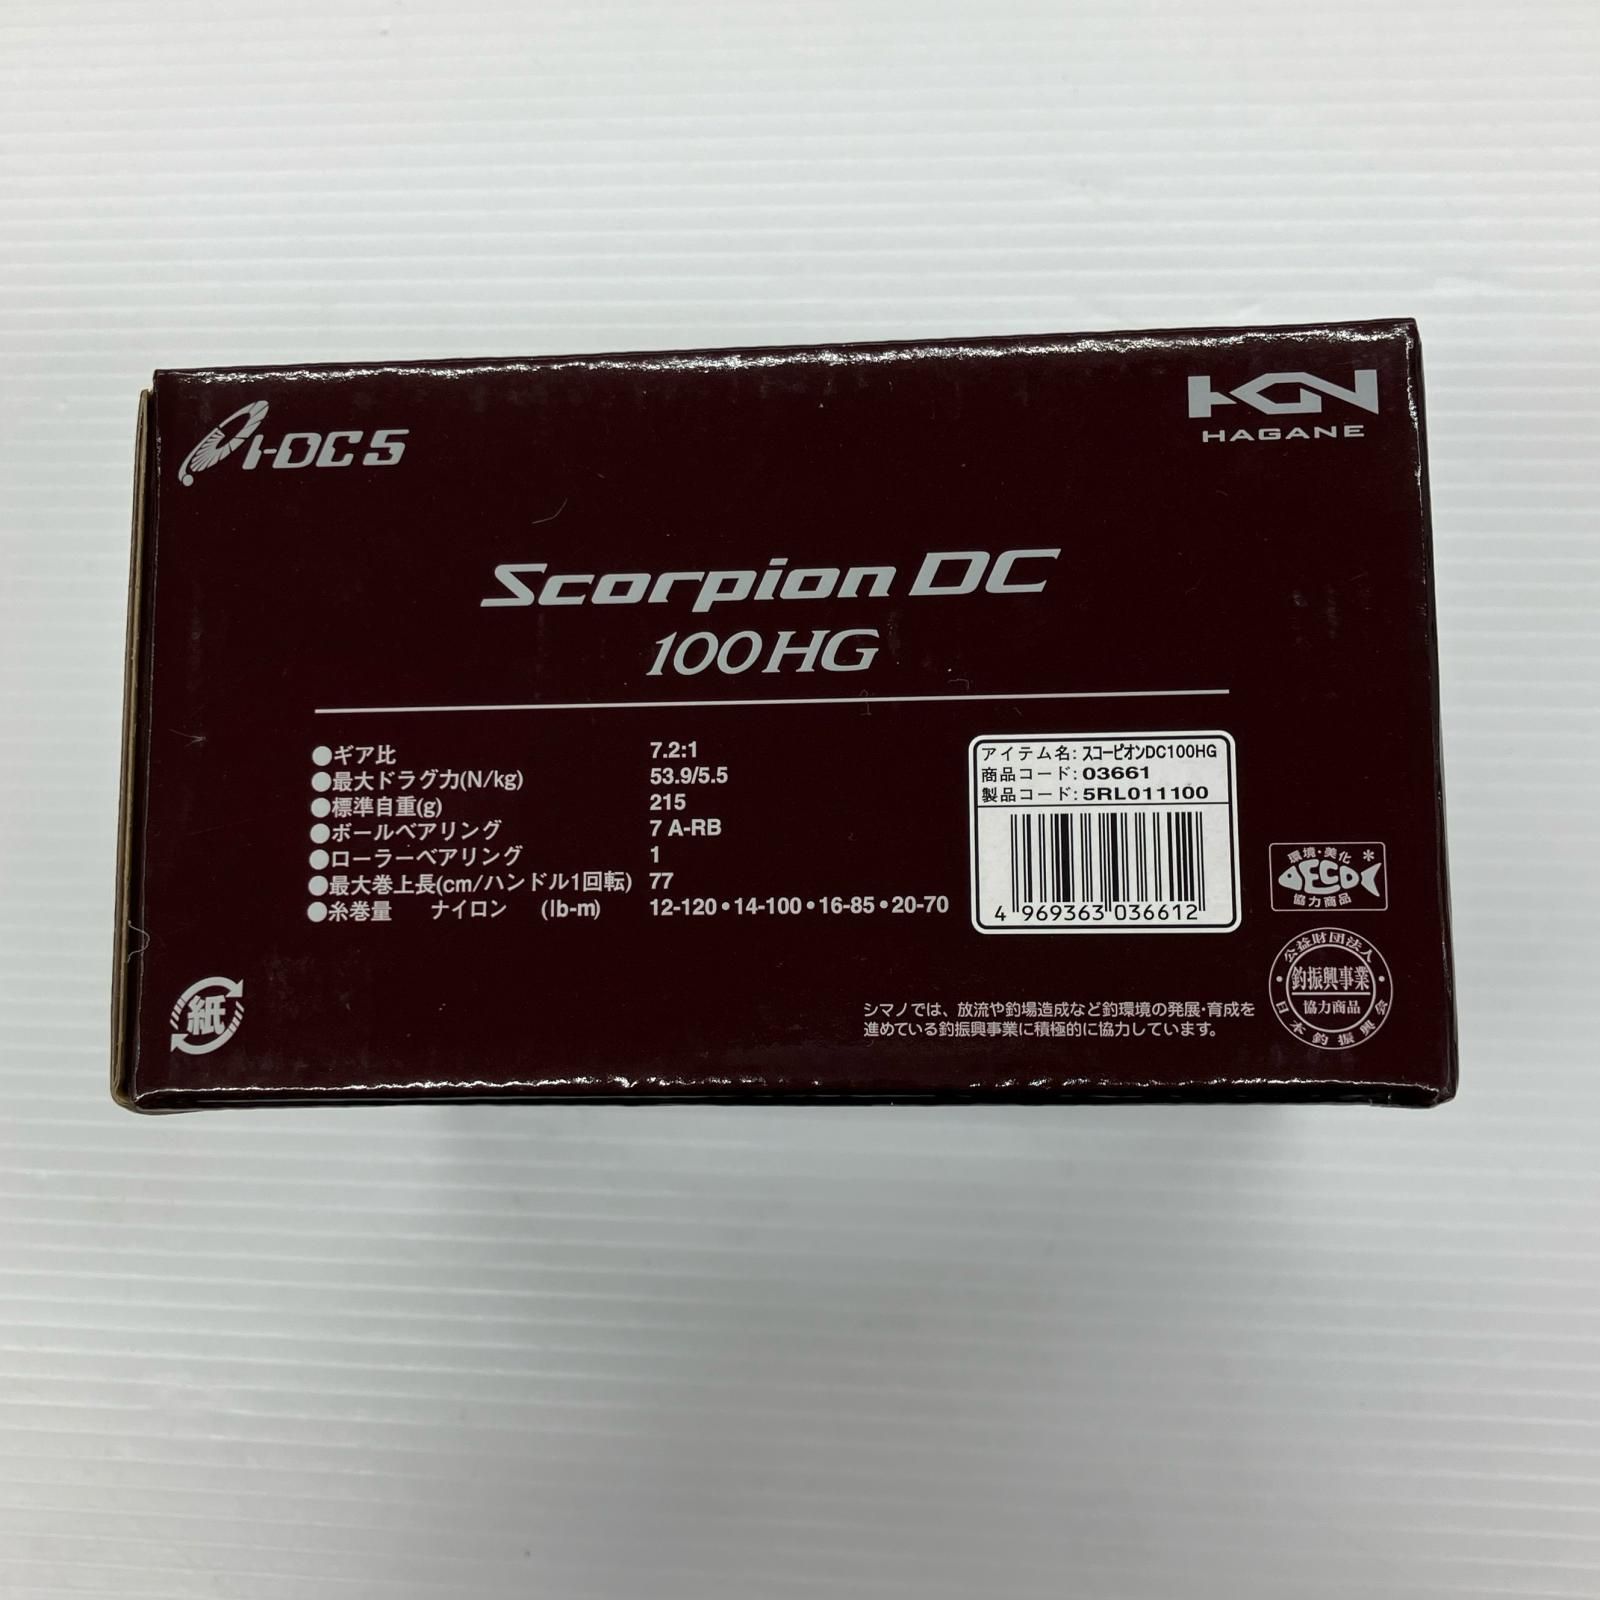 I-DC5
HAGANE
Scorpion DC
100HG
●ギア比 7.2:1
●最大ドラグ力(N/kg) 53.9/5.5
●標準自重(g) 215
●ボールベアリング 7 A-RB
●ローラーベアリング 1
●最大巻上長(cm/ハンドル1回転) 77
●糸巻量 ナイロン (lb-m) 12-120•14-100•16-85•20-70
アイテム名: スコーピオンDC100HG
商品コード: 03661
製品コード: 5RL011100
4 969363 036612
環境・美化
ECO
協力商品
公益財団法人
釣振興事業
協力商品
日本釣振興会
紙
シマノでは、放流や釣場造成など釣環境の発展・育成を
進めている釣振興事業に積極的に協力しています。